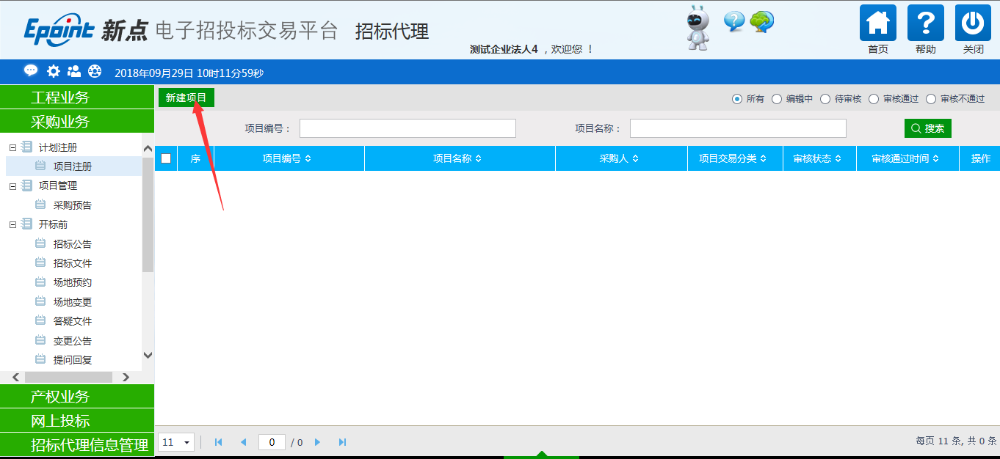 Epoint 新点 电子招投标交易平台 招标代理
测试企业法人4 ，欢迎您 ！
首页 帮助 关闭
2018年09月29日 10时11分59秒
工程业务
采购业务
计划注册
项目注册
项目管理
采购预告
开标前
招标公告
招标文件
场地预约
场地变更
答疑文件
变更公告
提问回复
产权业务
网上投标
招标代理信息管理
新建项目
所有 编辑中 待审核 审核通过 审核不通过
项目编号： 项目名称： 搜索
序 项目编号 项目名称 采购人 项目交易分类 审核状态 审核通过时间 操作
11 0 / 0 每页 11 条, 共 0 条